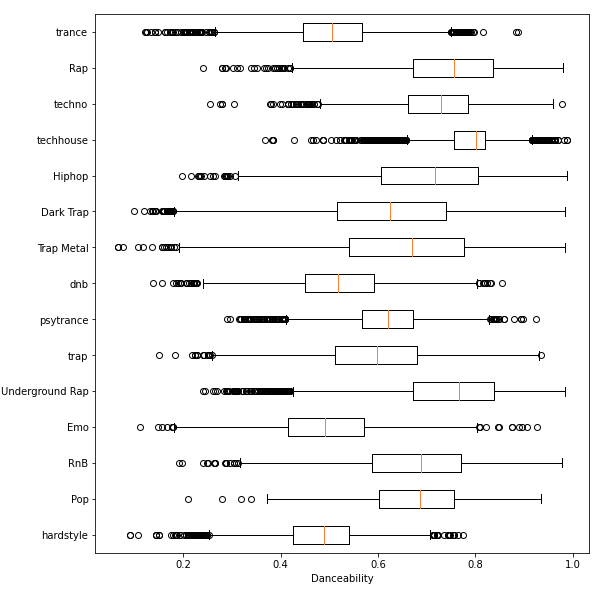 trance
Rap
techno
techhouse
Hiphop
Dark Trap
Trap Metal
dnb
psytrance
trap
Underground Rap
Emo
RnB
Pop
hardstyle
0.2 0.4 0.6 0.8 1.0
Danceability